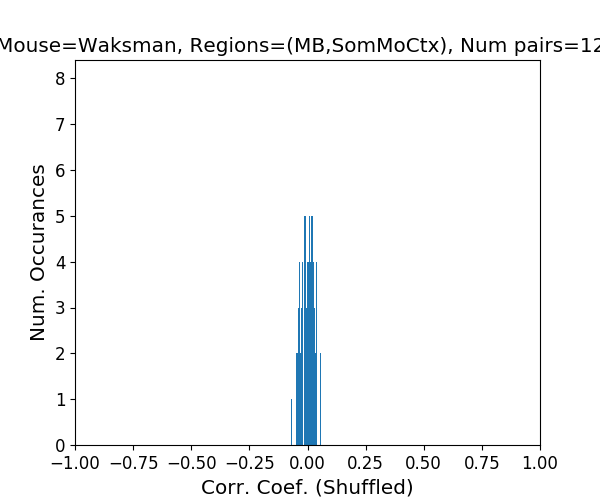 Mouse=Waksman, Regions=(MB,SomMoCtx), Num pairs=12
8
7
6
5
4
3
2
1
0
Num. Occurances
−1.00 −0.75 −0.50 −0.25 0.00 0.25 0.50 0.75 1.00
Corr. Coef. (Shuffled)